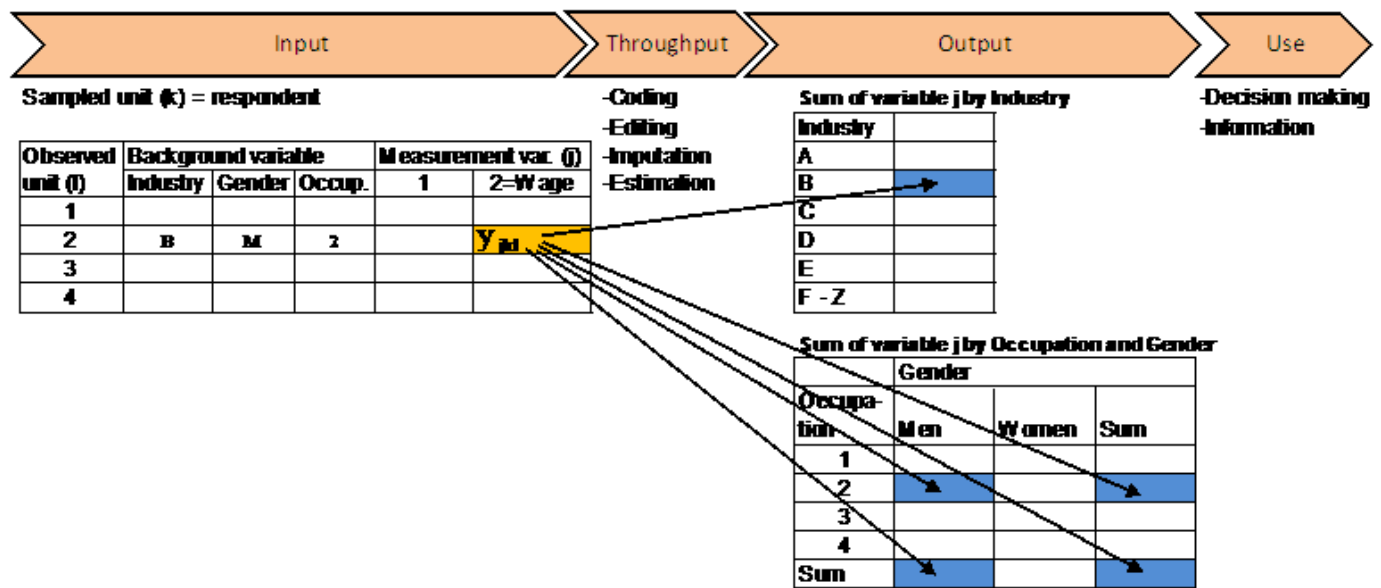 Input Throughput Output Use
Sampled unit (k) = respondent
-Coding
-Editing
-Imputation
-Estimation
Sum of variable j by Industry
-Decision making
-Information
Observed Background variable Measurement var. (j)
unit (l) Industry Gender Occup. 1 2=Wage
1
2 B M 2 y jkl
3
4
Industry
A
B
C
D
E
F - Z
Sum of variable j by Occupation and Gender
Gender
Occupa-
tion Men Women Sum
1
2
3
4
Sum